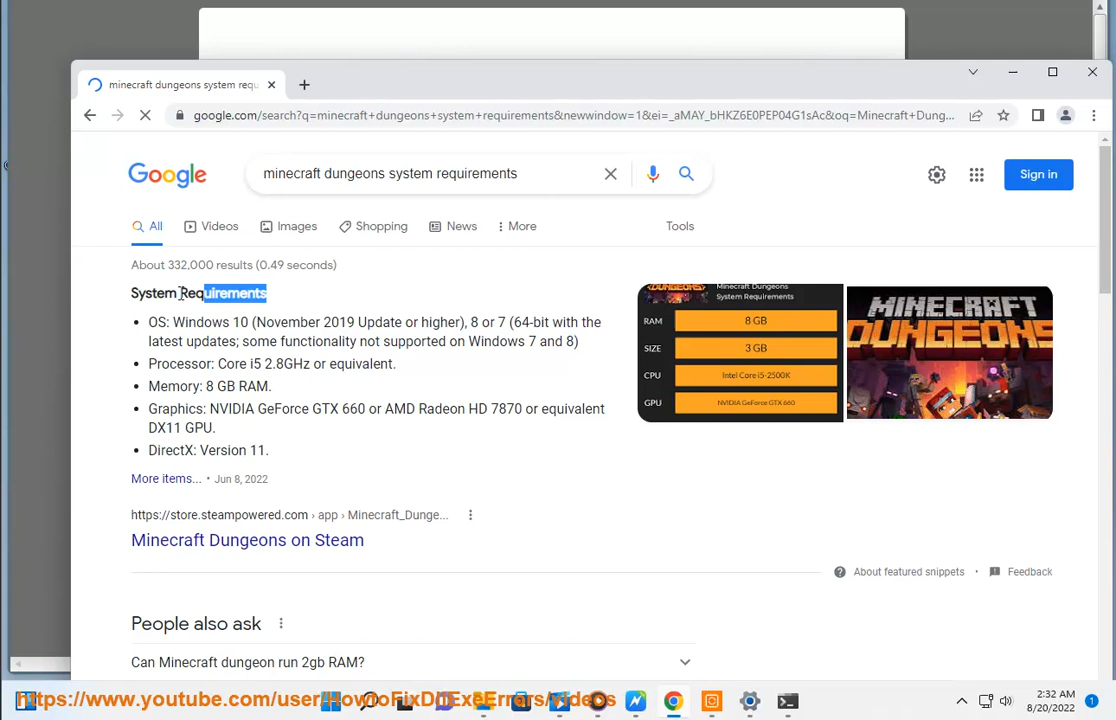 minecraft dungeons system requ
google.com/search?q=minecraft+dungeons+system+requirements&newwindow=1&ei=_aMAY_bHKZ6E0PEP04G1sAc&oq=Minecraft+Dung...
Google
minecraft dungeons system requirements
Sign in
All
Videos
Images
Shopping
News
More
Tools
About 332,000 results (0.49 seconds)
System Requirements
• OS: Windows 10 (November 2019 Update or higher), 8 or 7 (64-bit with the
latest updates; some functionality not supported on Windows 7 and 8)
• Processor: Core i5 2.8GHz or equivalent.
• Memory: 8 GB RAM.
• Graphics: NVIDIA GeForce GTX 660 or AMD Radeon HD 7870 or equivalent
DX11 GPU.
• DirectX: Version 11.
Minecraft Dungeons
System Requirements
RAM 8 GB
SIZE 3 GB
CPU Intel Core i5-2500K
GPU NVIDIA GeForce GTX 660
MINECRAFT
DUNGEONS
More items... • Jun 8, 2022
https://store.steampowered.com › app › Minecraft_Dunge...
Minecraft Dungeons on Steam
About featured snippets • Feedback
People also ask
Can Minecraft dungeon run 2gb RAM?
https://www.youtube.com/user/HowtoFixDllExeErrors/videos
2:32 AM
8/20/2022
1